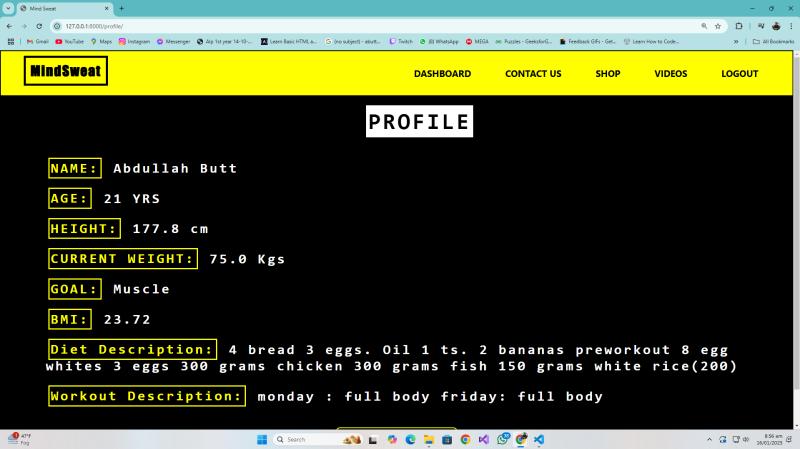 Mind Sweat
127.0.0.1:8000/profile/
Gmail YouTube Maps Instagram Messenger Alp 1st year 14-10-... Learn Basic HTML a... (no subject) - abutt... Twitch (6) WhatsApp MEGA Puzzles - GeeksforG... Feedback GIFs - Get... Learn How to Code... All Bookmarks
MindSweat DASHBOARD CONTACT US SHOP VIDEOS LOGOUT
PROFILE
NAME: Abdullah Butt
AGE: 21 YRS
HEIGHT: 177.8 cm
CURRENT WEIGHT: 75.0 Kgs
GOAL: Muscle
BMI: 23.72
Diet Description: 4 bread 3 eggs. Oil 1 ts. 2 bananas preworkout 8 egg
whites 3 eggs 300 grams chicken 300 grams fish 150 grams white rice(200)
Workout Description: monday : full body friday: full body
47°F
Fog
Search
8:56 am
16/01/2025